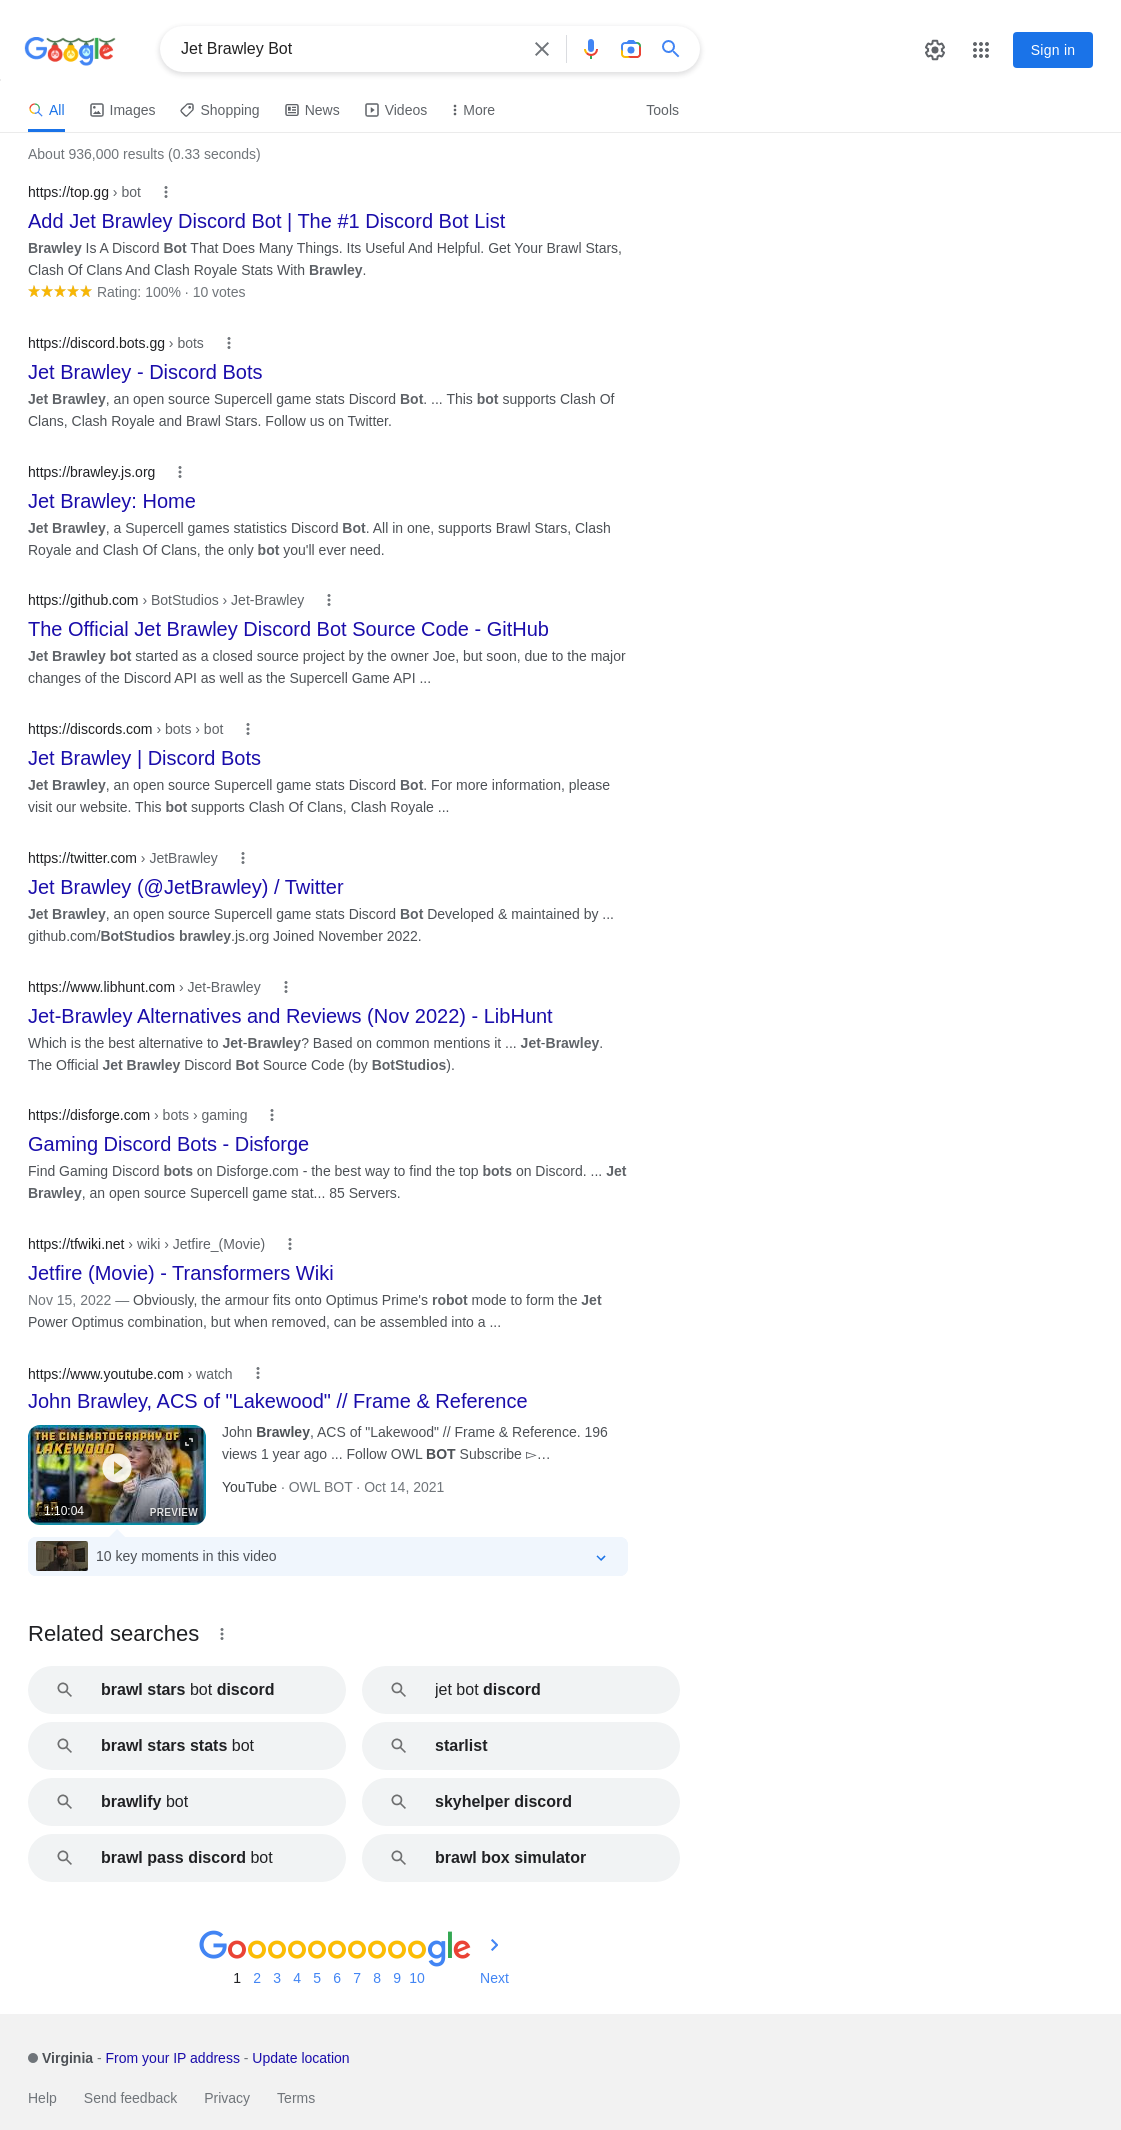 Google
Jet Brawley Bot
Sign in
All
Images
Shopping
News
Videos
More
Tools
About 936,000 results (0.33 seconds)
https://top.gg › bot
Add Jet Brawley Discord Bot | The #1 Discord Bot List
Brawley Is A Discord Bot That Does Many Things. Its Useful And Helpful. Get Your Brawl Stars,
Clash Of Clans And Clash Royale Stats With Brawley.
Rating: 100% · 10 votes
https://discord.bots.gg › bots
Jet Brawley - Discord Bots
Jet Brawley, an open source Supercell game stats Discord Bot. ... This bot supports Clash Of
Clans, Clash Royale and Brawl Stars. Follow us on Twitter.
https://brawley.js.org
Jet Brawley: Home
Jet Brawley, a Supercell games statistics Discord Bot. All in one, supports Brawl Stars, Clash
Royale and Clash Of Clans, the only bot you'll ever need.
https://github.com › BotStudios › Jet-Brawley
The Official Jet Brawley Discord Bot Source Code - GitHub
Jet Brawley bot started as a closed source project by the owner Joe, but soon, due to the major
changes of the Discord API as well as the Supercell Game API ...
https://discords.com › bots › bot
Jet Brawley | Discord Bots
Jet Brawley, an open source Supercell game stats Discord Bot. For more information, please
visit our website. This bot supports Clash Of Clans, Clash Royale ...
https://twitter.com › JetBrawley
Jet Brawley (@JetBrawley) / Twitter
Jet Brawley, an open source Supercell game stats Discord Bot Developed & maintained by ...
github.com/BotStudios brawley.js.org Joined November 2022.
https://www.libhunt.com › Jet-Brawley
Jet-Brawley Alternatives and Reviews (Nov 2022) - LibHunt
Which is the best alternative to Jet-Brawley? Based on common mentions it ... Jet-Brawley.
The Official Jet Brawley Discord Bot Source Code (by BotStudios).
https://disforge.com › bots › gaming
Gaming Discord Bots - Disforge
Find Gaming Discord bots on Disforge.com - the best way to find the top bots on Discord. ... Jet
Brawley, an open source Supercell game stat... 85 Servers.
https://tfwiki.net › wiki › Jetfire_(Movie)
Jetfire (Movie) - Transformers Wiki
Nov 15, 2022 — Obviously, the armour fits onto Optimus Prime's robot mode to form the Jet
Power Optimus combination, but when removed, can be assembled into a ...
https://www.youtube.com › watch
John Brawley, ACS of "Lakewood" // Frame & Reference
THE CINEMATOGRAPHY OF
LAKEWOOD
1:10:04
PREVIEW
John Brawley, ACS of "Lakewood" // Frame & Reference. 196
views 1 year ago ... Follow OWL BOT Subscribe ▻…
YouTube · OWL BOT · Oct 14, 2021
10 key moments in this video
Related searches
brawl stars bot discord
jet bot discord
brawl stars stats bot
starlist
brawlify bot
skyhelper discord
brawl pass discord bot
brawl box simulator
Goooooooooogle
1 2 3 4 5 6 7 8 9 10 Next
Virginia - From your IP address - Update location
Help Send feedback Privacy Terms